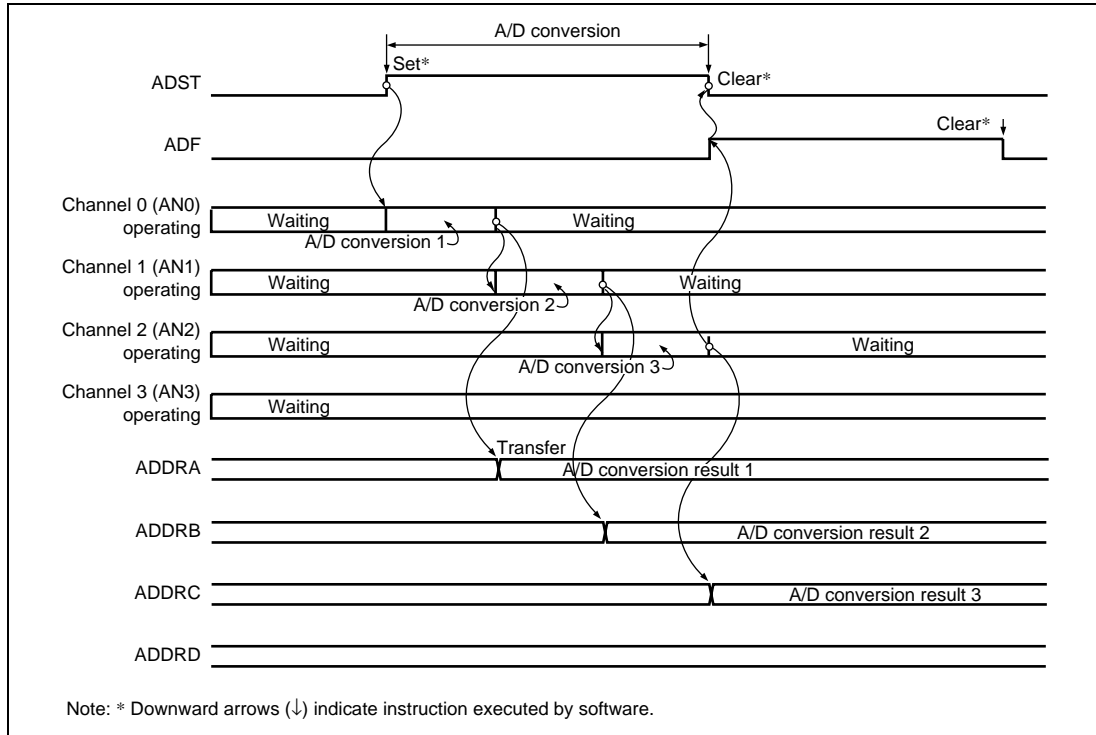 A/D conversion
Set*
ADST
Clear*
Clear*
ADF
Channel 0 (AN0)
operating
Waiting
Waiting
A/D conversion 1
Channel 1 (AN1)
operating
Waiting
Waiting
A/D conversion 2
Channel 2 (AN2)
operating
Waiting
Waiting
A/D conversion 3
Channel 3 (AN3)
operating
Waiting
Transfer
ADDRA
A/D conversion result 1
ADDRB
A/D conversion result 2
ADDRC
A/D conversion result 3
ADDRD
Note: * Downward arrows (↓) indicate instruction executed by software.